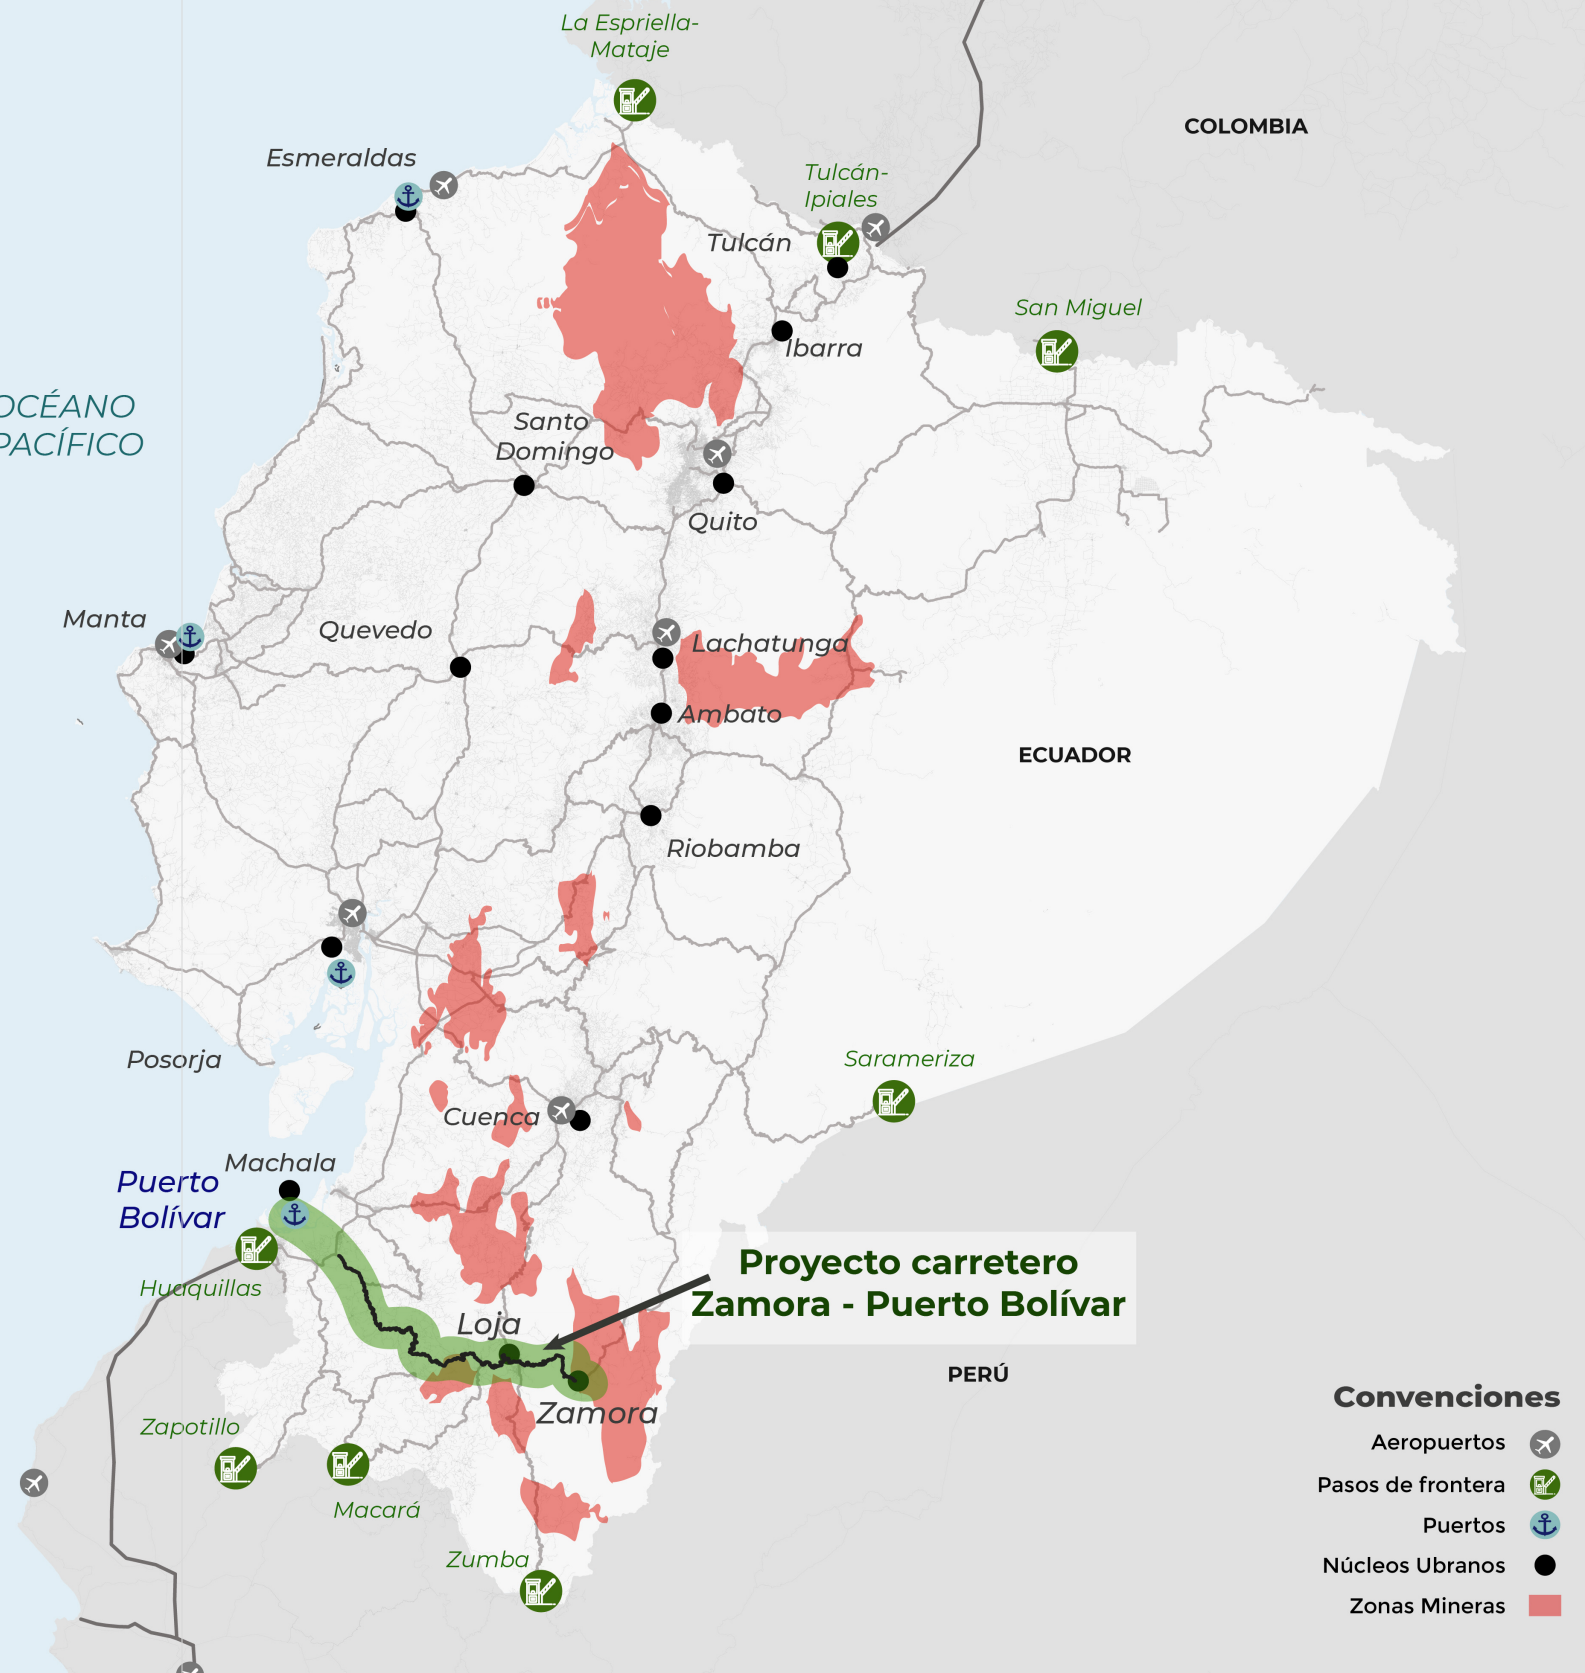 La Espriella-
Mataje
COLOMBIA
Esmeraldas
Tulcán-
Ipiales
Tulcán
San Miguel
Ibarra
OCÉANO
PACÍFICO
Santo
Domingo
Quito
Manta
Quevedo
Lachatunga
Ambato
ECUADOR
Riobamba
Posorja
Sarameriza
Cuenca
Machala
Puerto
Bolívar
Huaquillas
Proyecto carretero
Zamora - Puerto Bolívar
Loja
PERÚ
Zamora
Zapotillo
Macará
Zumba
Convenciones
Aeropuertos
Pasos de frontera
Puertos
Núcleos Ubranos
Zonas Mineras